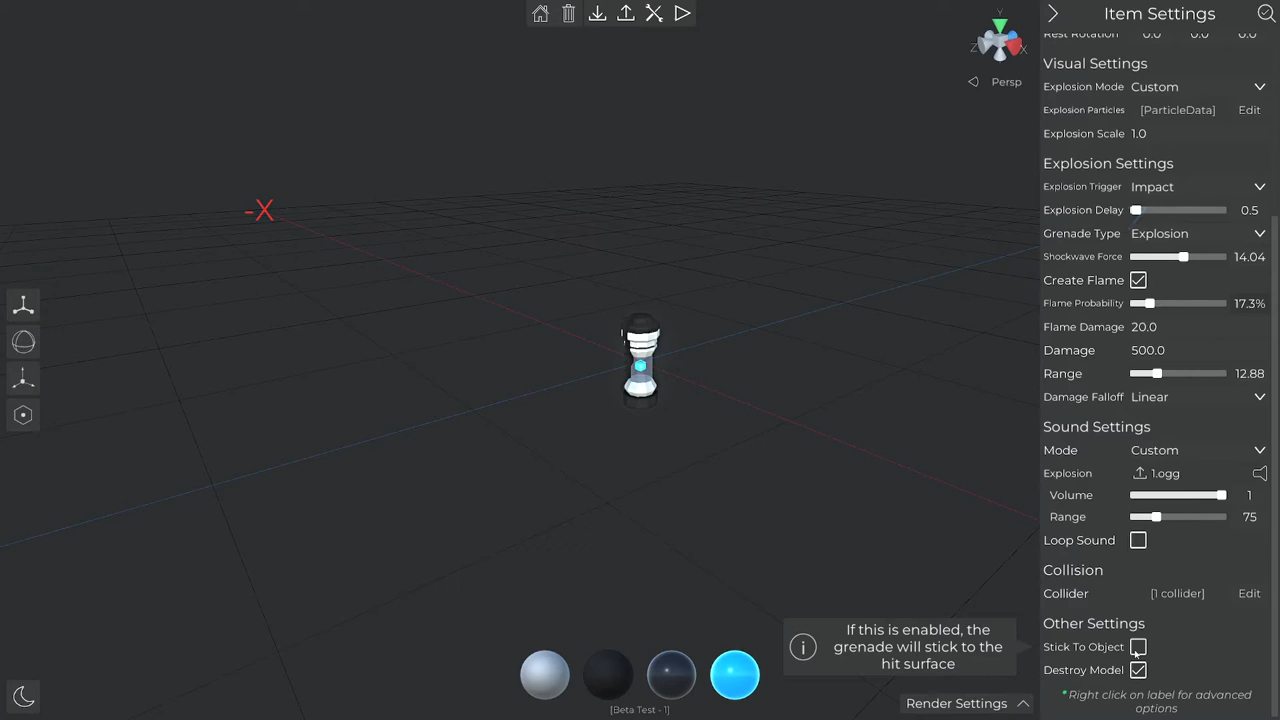 Item Settings
Rest Rotation 0.0 0.0 0.0
Y
Z X
Persp
Visual Settings
Explosion Mode Custom
Explosion Particles [ParticleData] Edit
Explosion Scale 1.0
Explosion Settings
Explosion Trigger Impact
Explosion Delay 0.5
Grenade Type Explosion
Shockwave Force 14.04
Create Flame
Flame Probability 17.3%
Flame Damage 20.0
Damage 500.0
Range 12.88
Damage Falloff Linear
Sound Settings
Mode Custom
Explosion 1.ogg
Volume 1
Range 75
Loop Sound
Collision
Collider [1 collider] Edit
Other Settings
Stick To Object
Destroy Model
*Right click on label for advanced
options
-X
If this is enabled, the
grenade will stick to the
hit surface
Render Settings
[Beta Test - 1]